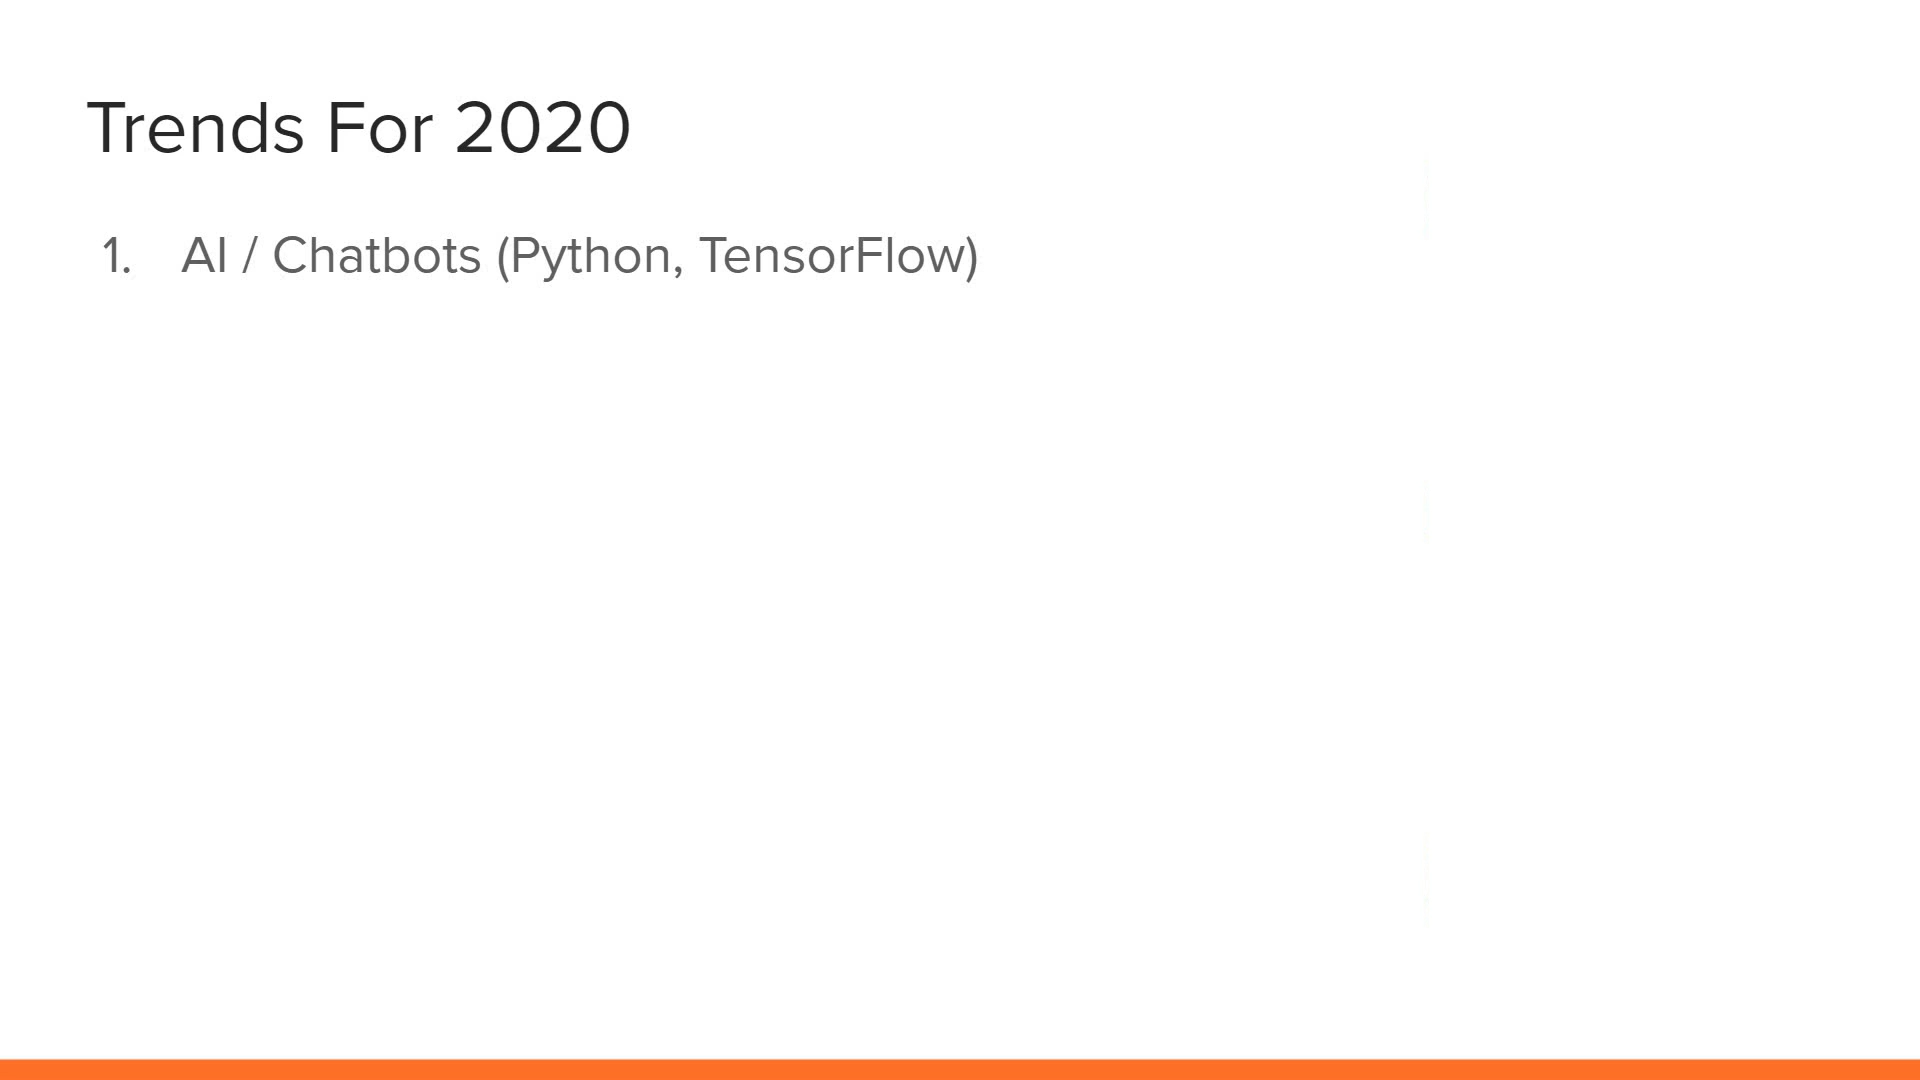 Trends For 2020
1. AI / Chatbots (Python, TensorFlow)